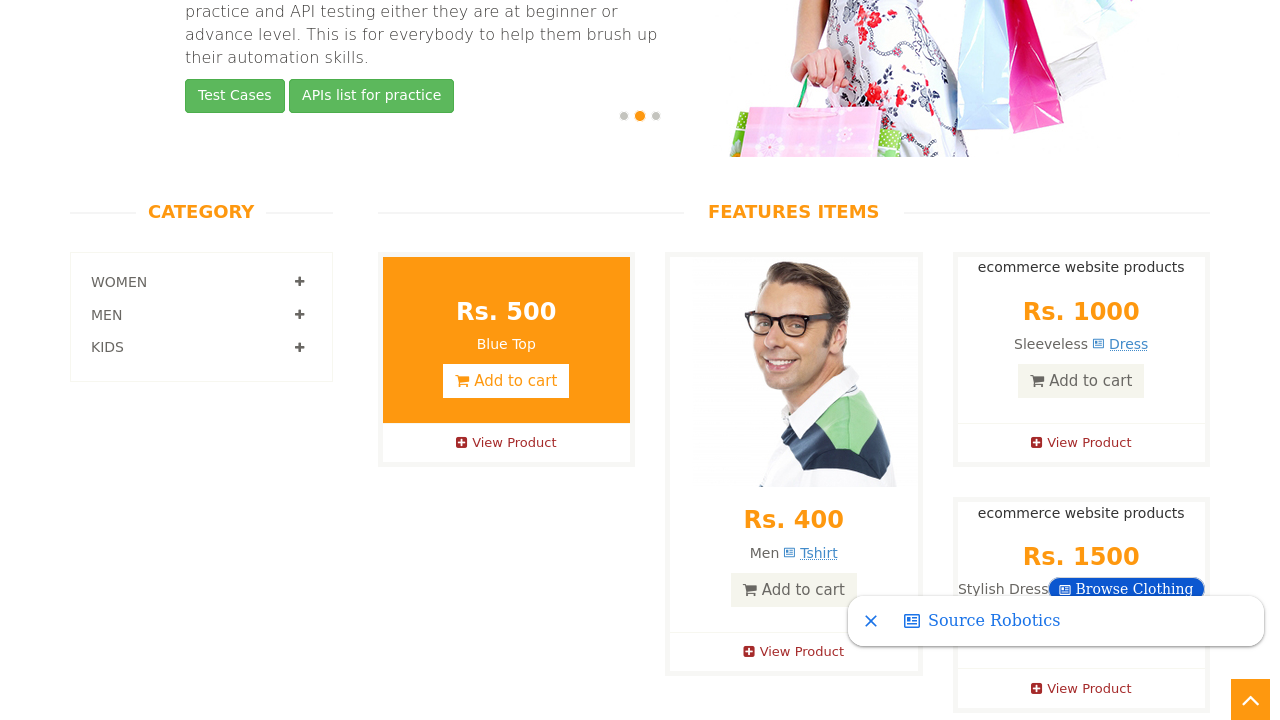 practice and API testing either they are at beginner or
advance level. This is for everybody to help them brush up
their automation skills.
Test Cases
APIs list for practice
CATEGORY
WOMEN
MEN
KIDS
FEATURES ITEMS
Rs. 500
Blue Top
Add to cart
View Product
Rs. 400
Men Tshirt
Add to cart
View Product
ecommerce website products
Rs. 1000
Sleeveless Dress
Add to cart
View Product
ecommerce website products
Rs. 1500
Stylish Dress Browse Clothing
Source Robotics
View Product